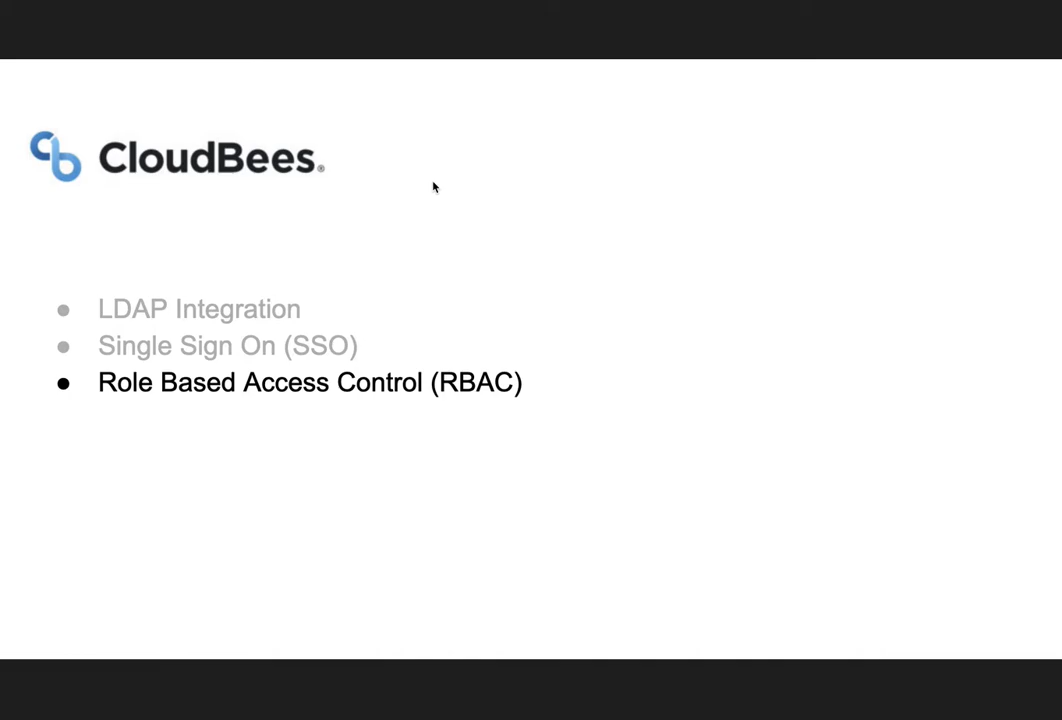 CloudBees®
● LDAP Integration
● Single Sign On (SSO)
● Role Based Access Control (RBAC)